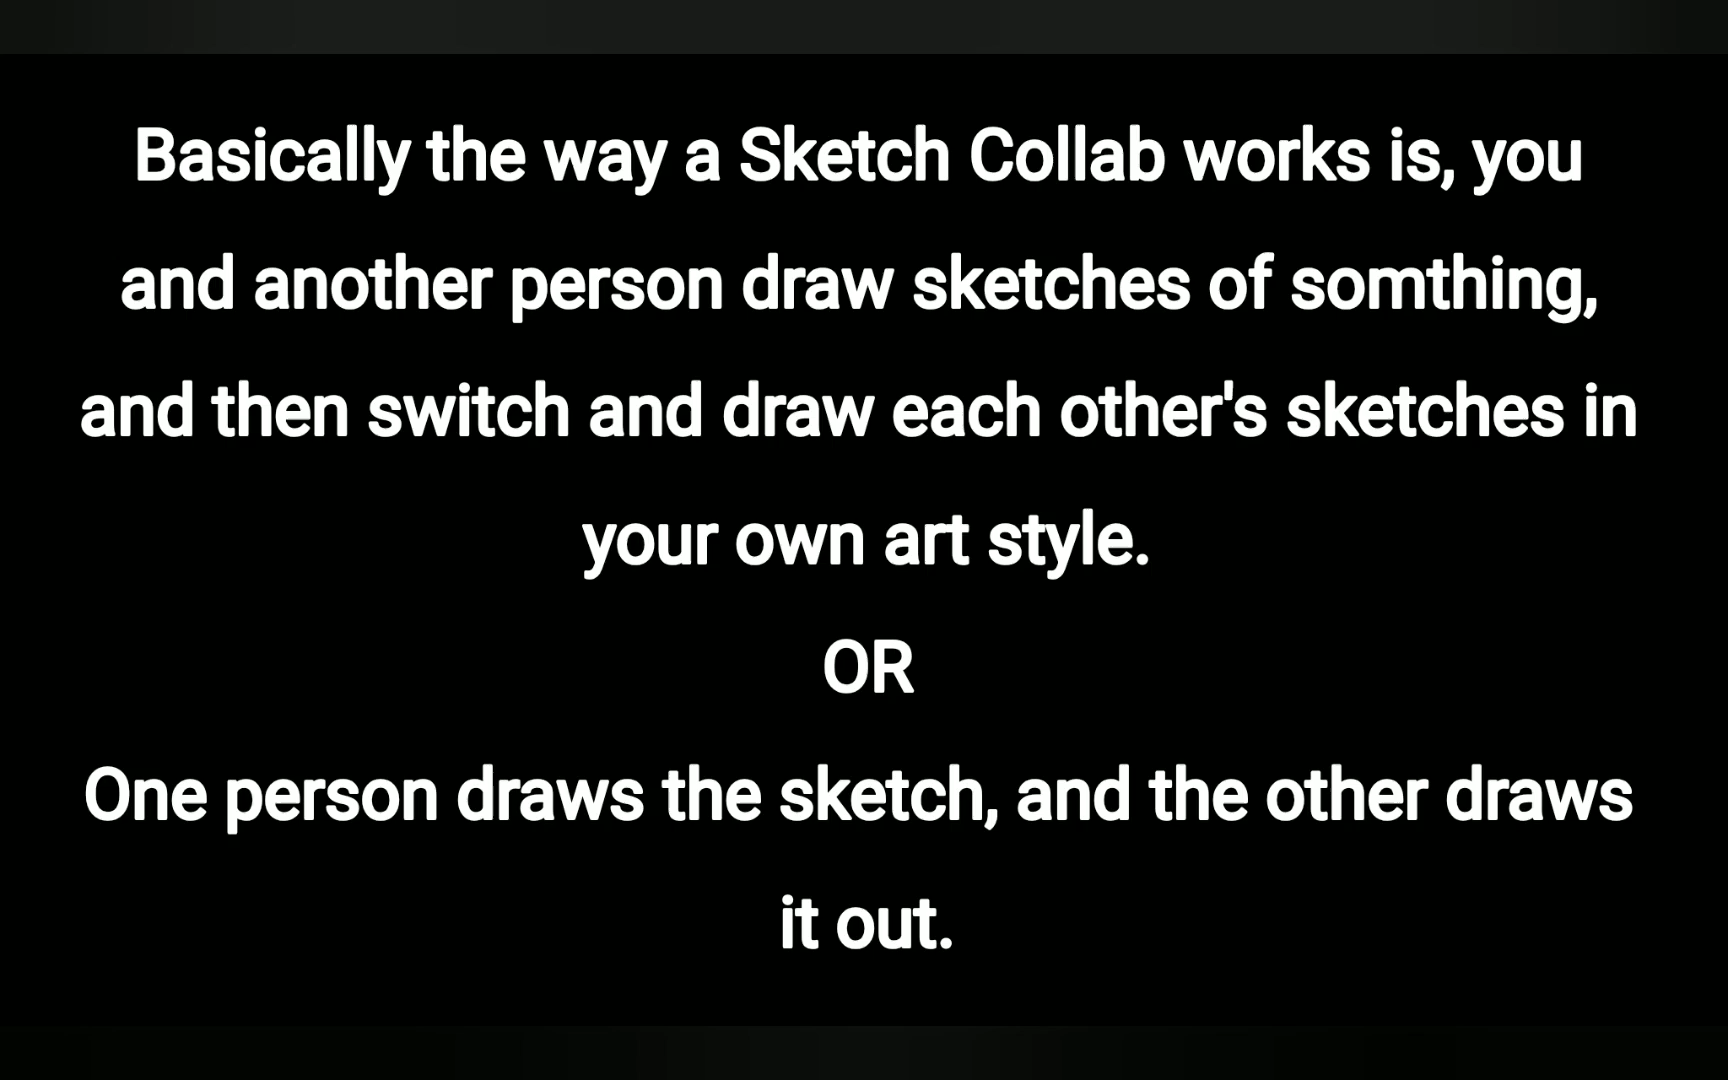 Basically the way a Sketch Collab works is, you
and another person draw sketches of somthing,
and then switch and draw each other's sketches in
your own art style.
OR
One person draws the sketch, and the other draws
it out.